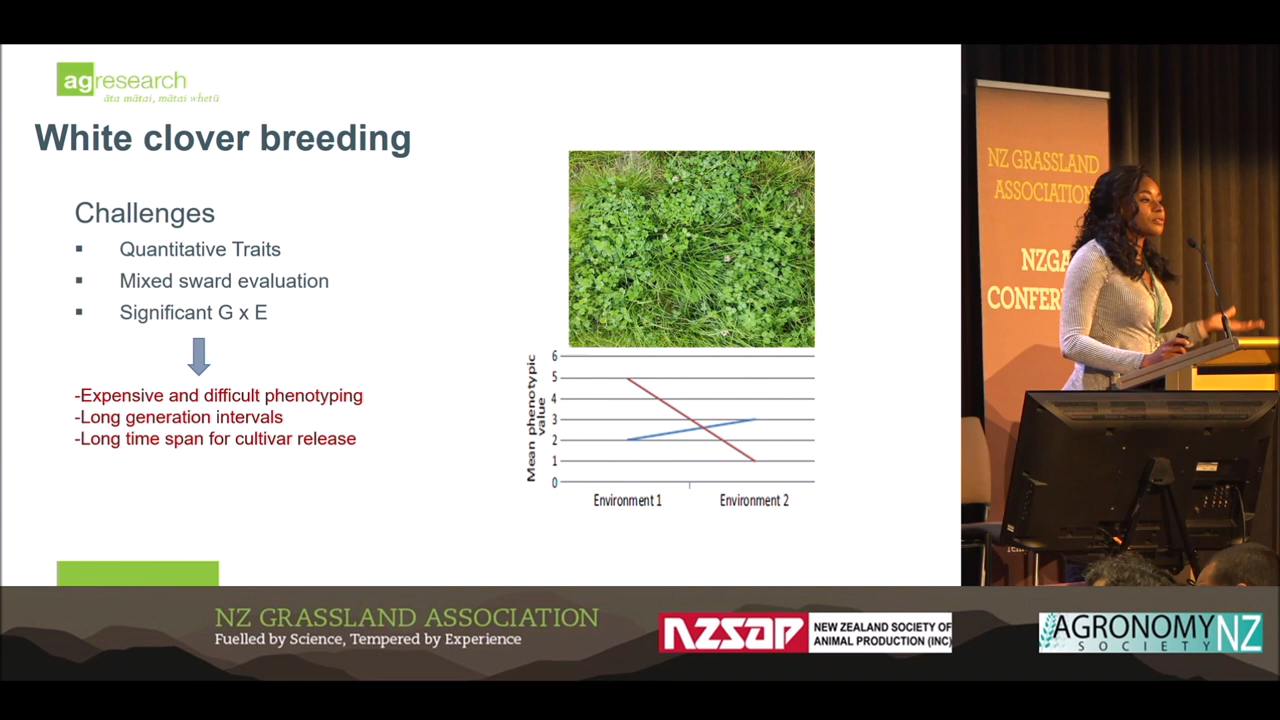 agresearch
āta mātai, mātai whetū
White clover breeding
Challenges
▪ Quantitative Traits
▪ Mixed sward evaluation
▪ Significant G x E
-Expensive and difficult phenotyping
-Long generation intervals
-Long time span for cultivar release
Mean phenotypic
value
6
5
4
3
2
1
0
Environment 1
Environment 2
NZ GRASSLAND
ASSOCIATION
NZGA
CONFER
NZ GRASSLAND ASSOCIATION
Fuelled by Science, Tempered by Experience
NZSAP
NEW ZEALAND SOCIETY OF
ANIMAL PRODUCTION (INC)
AGRONOMY NZ
SOCIETY